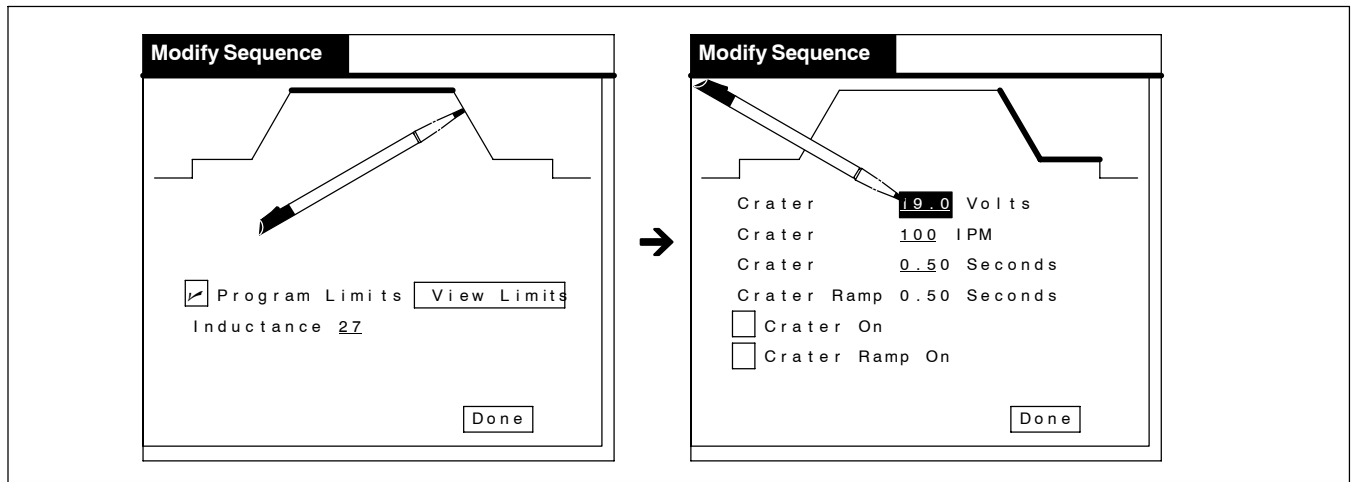 Modify Sequence
Program Limits View Limits
Inductance 27
Done
Modify Sequence
Crater 19.0 Volts
Crater 100 IPM
Crater 0.50 Seconds
Crater Ramp 0.50 Seconds
Crater On
Crater Ramp On
Done